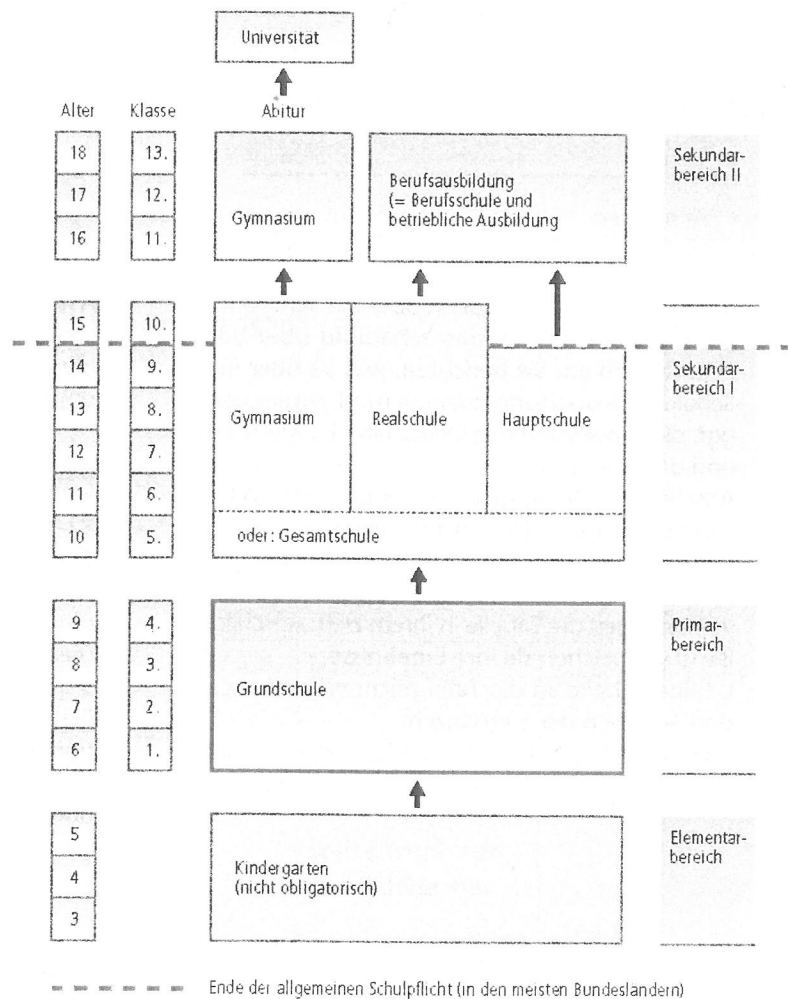 Universität
Alter Klasse Abitur
18 13.
17 12.
16 11.
Gymnasium
Berufsausbildung
(= Berufsschule und
betriebliche Ausbildung
Sekundar-
bereich II
15 10.
14 9.
13 8.
12 7.
11 6.
10 5.
Gymnasium
Realschule
Hauptschule
oder: Gesamtschule
Sekundar-
bereich I
9 4.
8 3.
7 2.
6 1.
Grundschule
Primar-
bereich
5
4
3
Kindergarten
(nicht obligatorisch)
Elementar-
bereich
Ende der allgemeinen Schulpflicht (in den meisten Bundesländern)